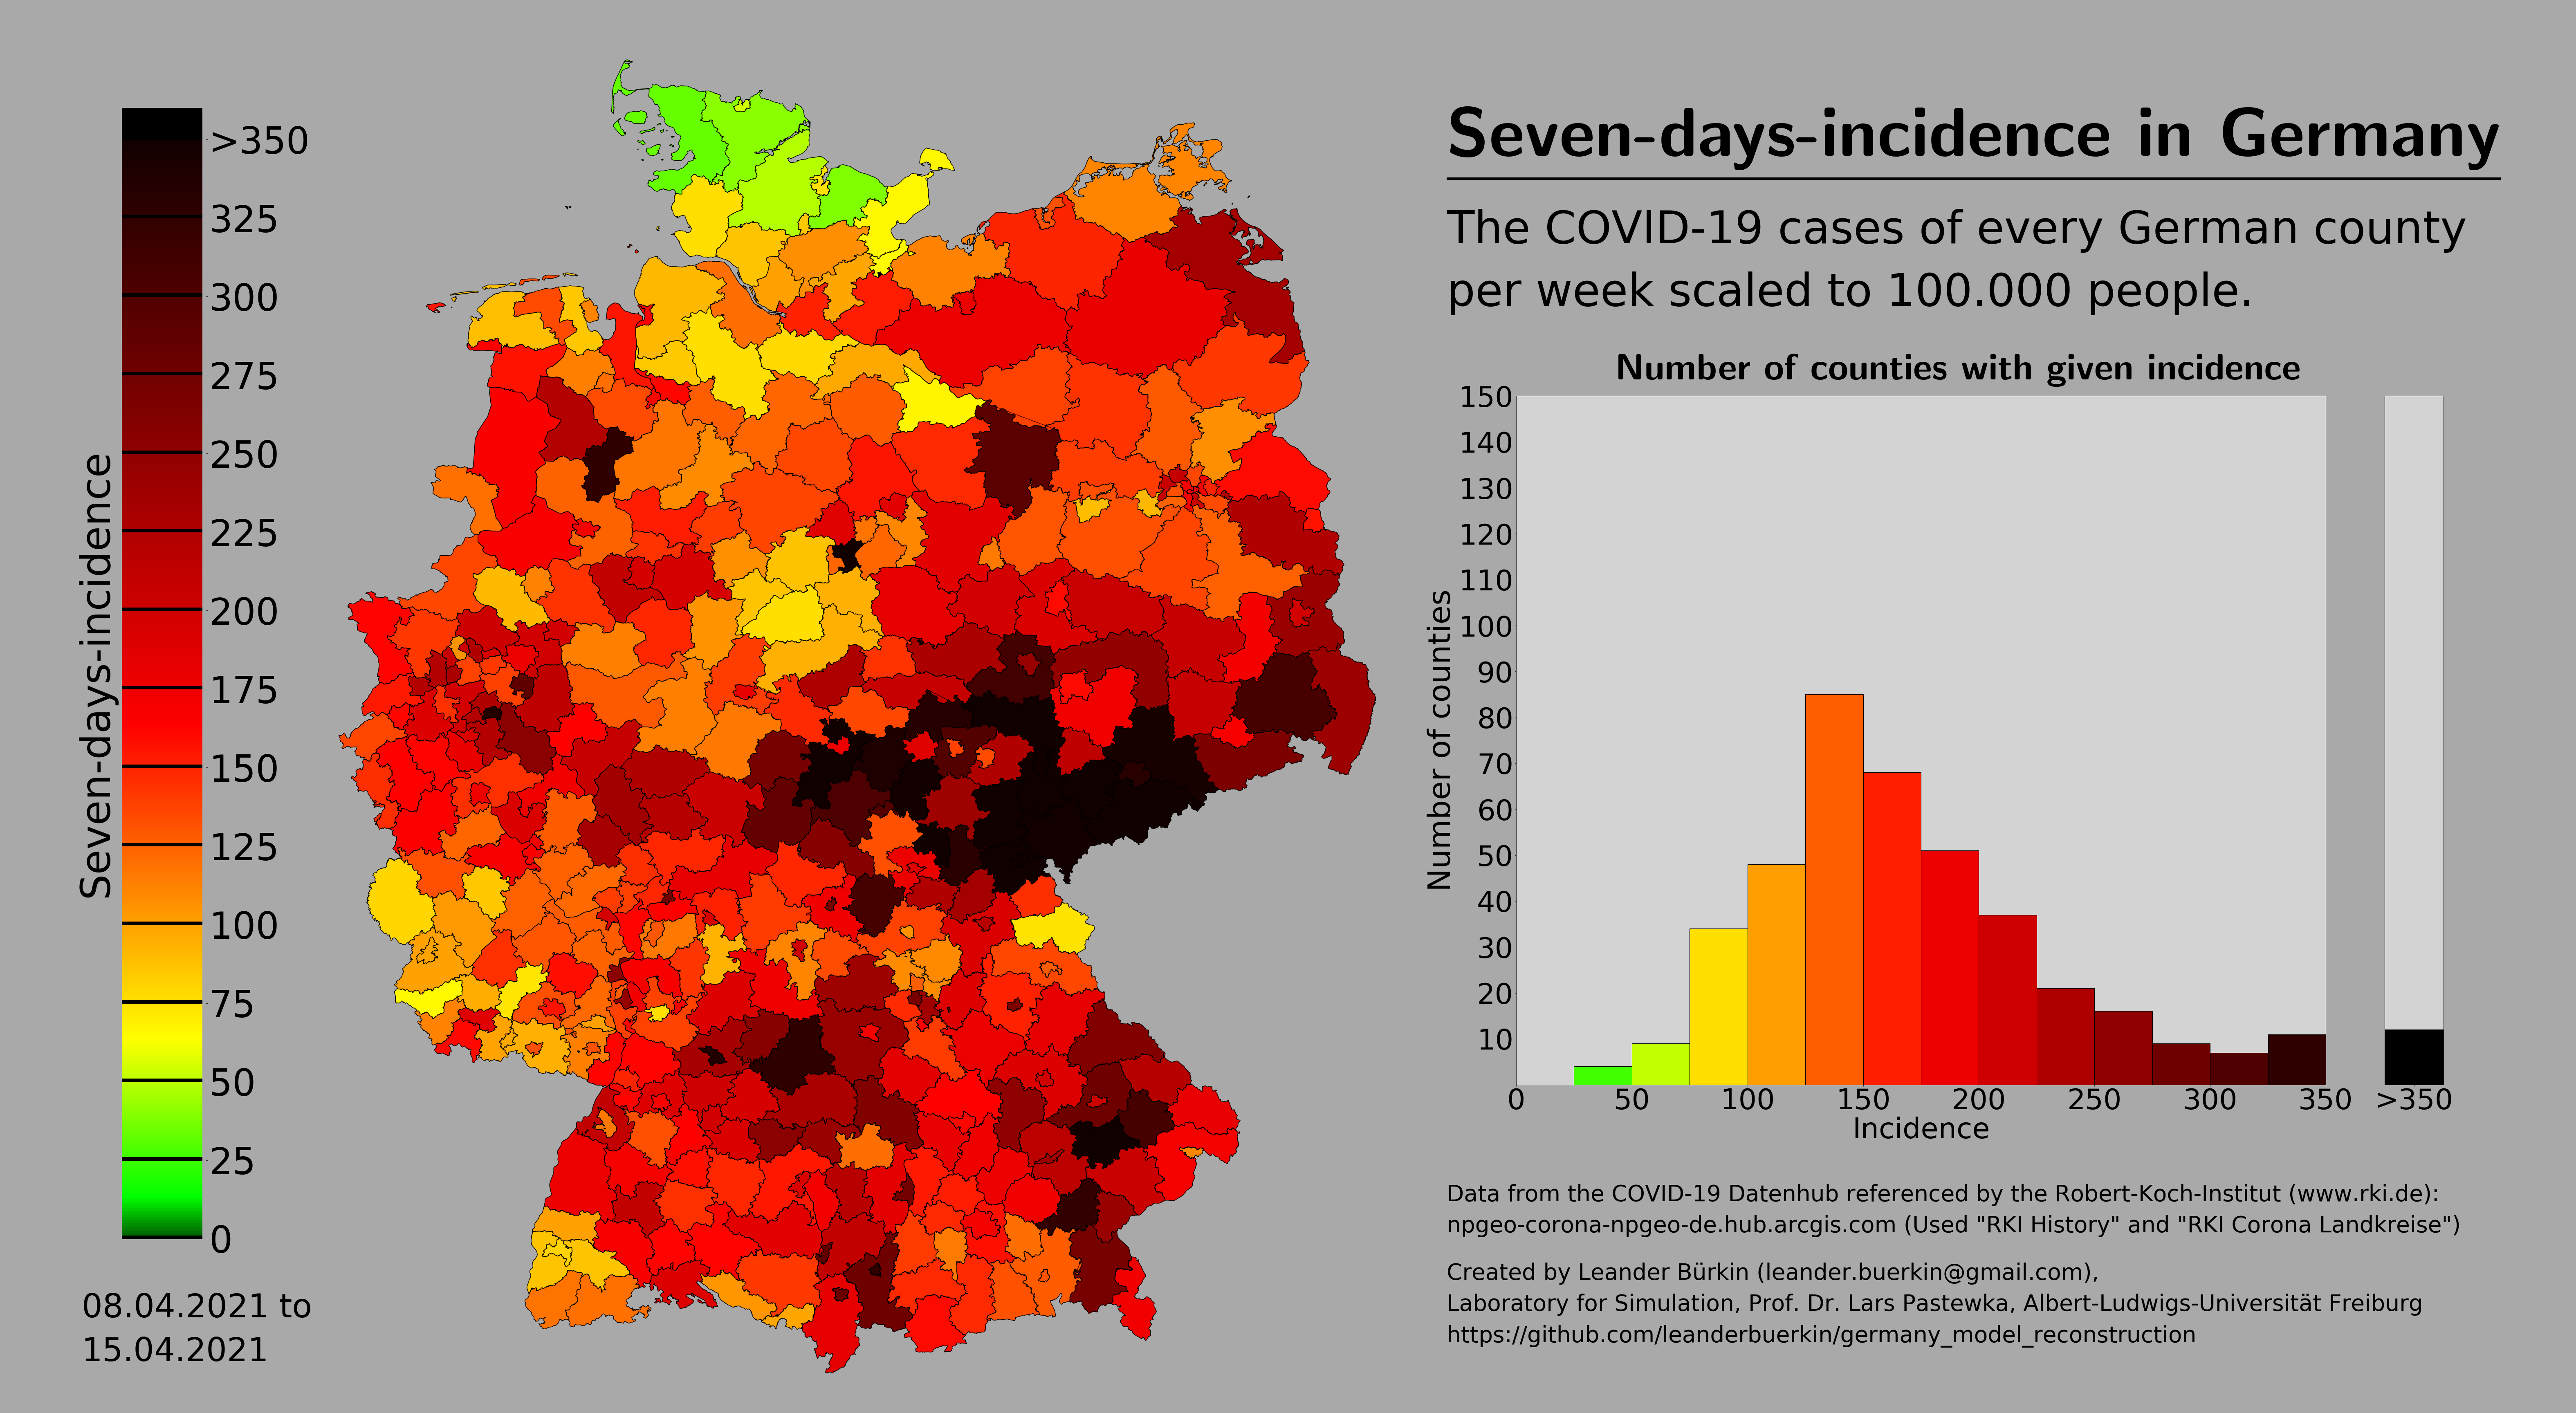 Seven-days-incidence in Germany
The COVID-19 cases of every German county
per week scaled to 100.000 people.
Seven-days-incidence
>350
325
300
275
250
225
200
175
150
125
100
75
50
25
0
08.04.2021 to
15.04.2021
Number of counties with given incidence
Number of counties
150
140
130
120
110
100
90
80
70
60
50
40
30
20
10
0 50 100 150 200 250 300 350 >350
Incidence
Data from the COVID-19 Datenhub referenced by the Robert-Koch-Institut (www.rki.de):
npgeo-corona-npgeo-de.hub.arcgis.com (Used "RKI History" and "RKI Corona Landkreise")
Created by Leander Bürkin (leander.buerkin@gmail.com),
Laboratory for Simulation, Prof. Dr. Lars Pastewka, Albert-Ludwigs-Universität Freiburg
https://github.com/leanderbuerkin/germany_model_reconstruction